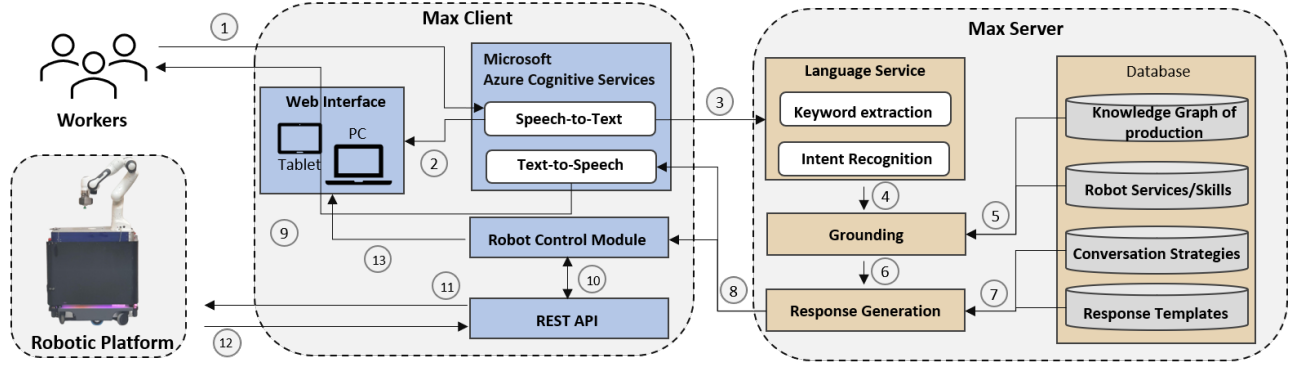 Max Client
Max Server
1
Workers
Microsoft
Azure Cognitive Services
Speech-to-Text
Text-to-Speech
Web Interface
PC
Tablet
2
3
Language Service
Keyword extraction
Intent Recognition
4
Grounding
5
6
Response Generation
7
8
Database
Knowledge Graph of
production
Robot Services/Skills
Conversation Strategies
Response Templates
9
Robot Control Module
13
10
REST API
11
12
Robotic Platform